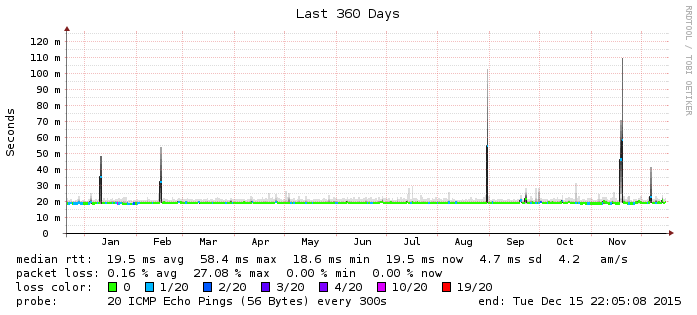 Last 360 Days
RRDTOOL / TOBI OETIKER
Seconds
120 m
110 m
100 m
90 m
80 m
70 m
60 m
50 m
40 m
30 m
20 m
10 m
0
Jan Feb Mar Apr May Jun Jul Aug Sep Oct Nov
median rtt: 19.5 ms avg 58.4 ms max 18.6 ms min 19.5 ms now 4.7 ms sd 4.2 am/s
packet loss: 0.16 % avg 27.08 % max 0.00 % min 0.00 % now
loss color: 0 1/20 2/20 3/20 4/20 10/20 19/20
probe: 20 ICMP Echo Pings (56 Bytes) every 300s end: Tue Dec 15 22:05:08 2015